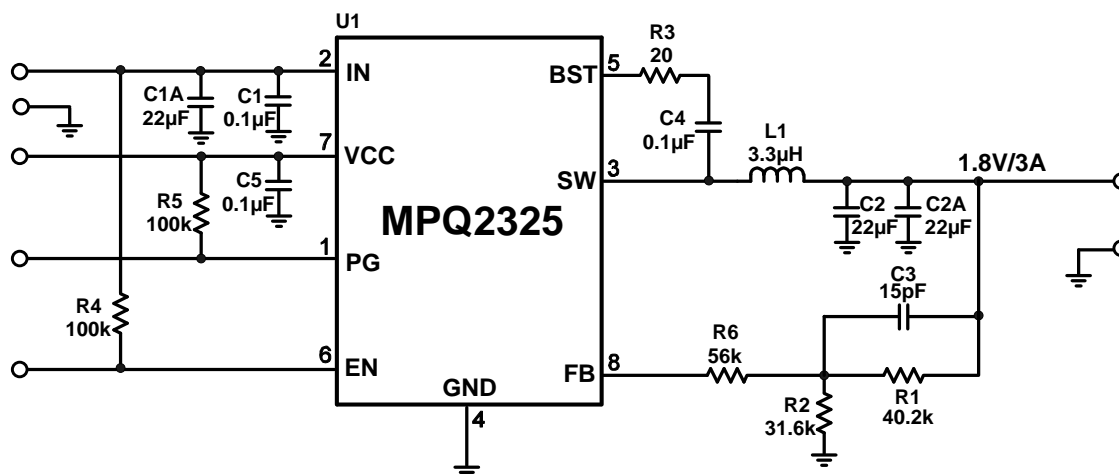 U1
2
IN
C1A
22µF
C1
0.1µF
7
VCC
R5
100k
C5
0.1µF
1
PG
R4
100k
6
EN
MPQ2325
GND
4
BST
5
R3
20
C4
0.1µF
SW
3
L1
3.3µH
1.8V/3A
C2
22µF
C2A
22µF
C3
15pF
FB
8
R6
56k
R2
31.6k
R1
40.2k